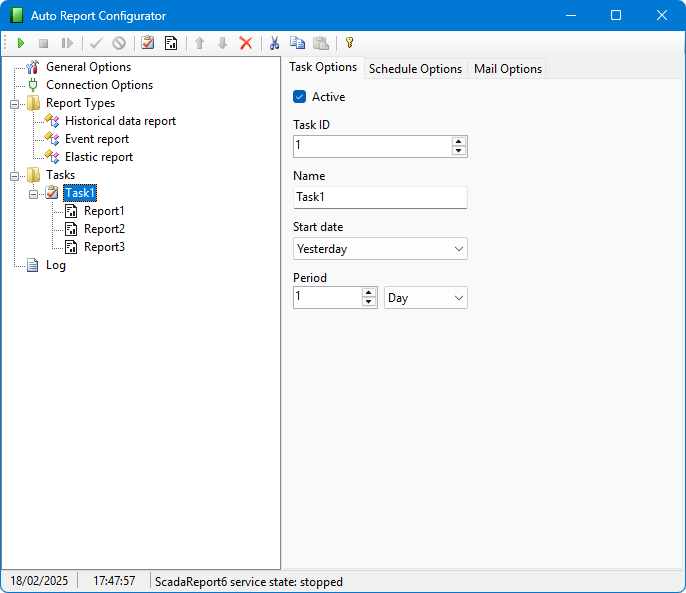 Auto Report Configurator
General Options
Connection Options
Report Types
Historical data report
Event report
Elastic report
Tasks
Task1
Report1
Report2
Report3
Log
Task Options Schedule Options Mail Options
Active
Task ID
1
Name
Task1
Start date
Yesterday
Period
1 Day
18/02/2025 17:47:57 ScadaReport6 service state: stopped